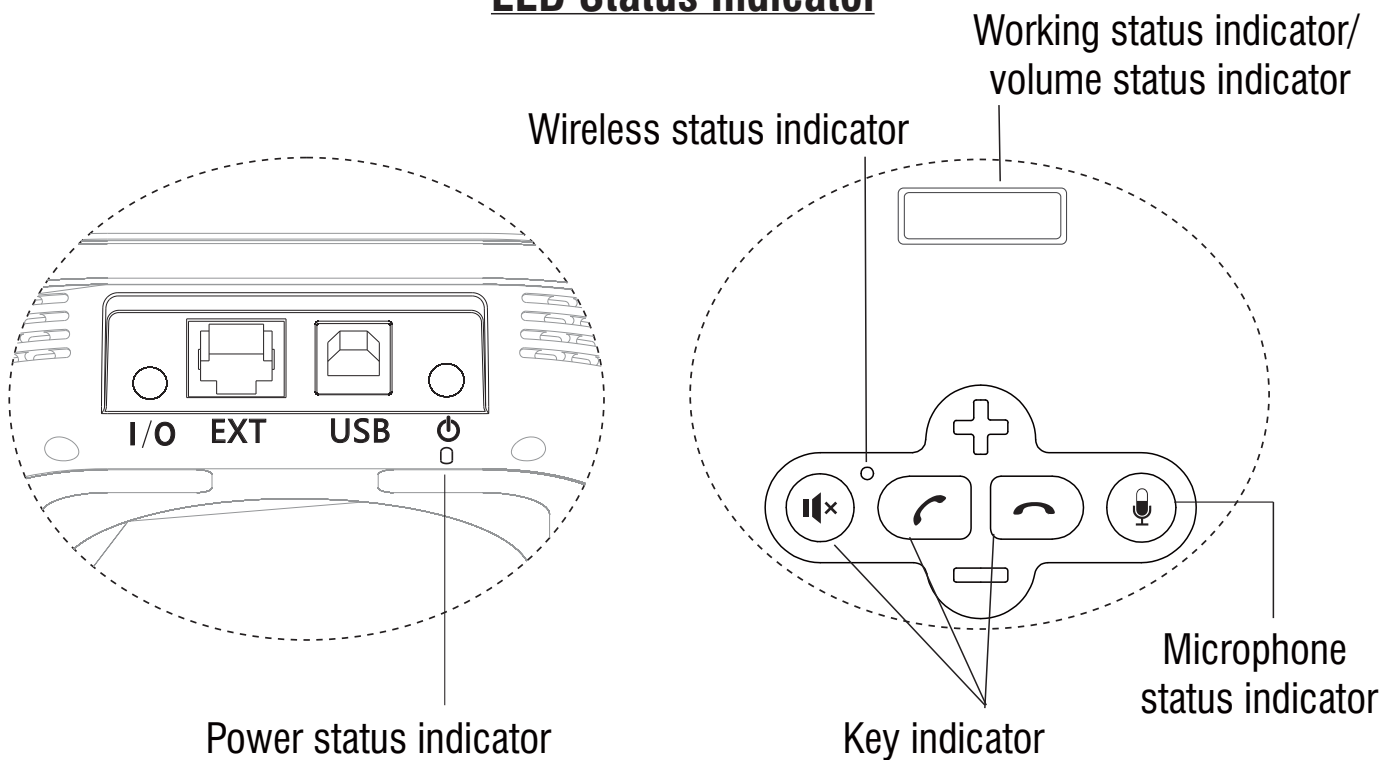 LED Status Indicator
Working status indicator/
volume status indicator
Wireless status indicator
I/O EXT USB
Microphone
status indicator
Power status indicator
Key indicator